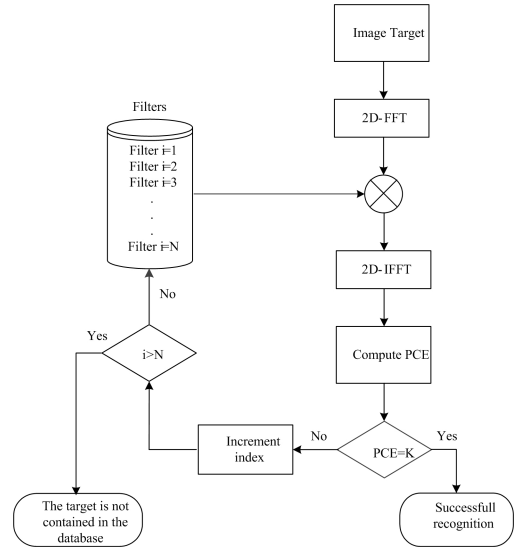 Image Target
2D-FFT
Filters
Filter i=1
Filter i=2
Filter i=3
.
.
.
Filter i=N
2D-IFFT
No
Yes
i>N
Compute PCE
Increment
index
No
PCE=K
Yes
The target is not
contained in the
database
Successfull
recognition